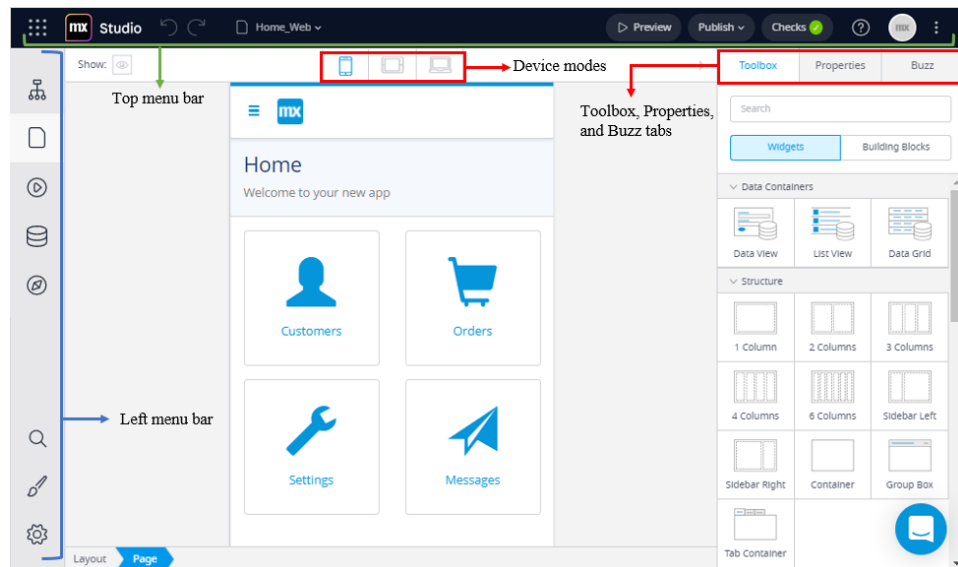 mx Studio
Home_Web
Preview
Publish
Checks
?
mx
Show:
Device modes
Toolbox
Properties
Buzz
Top menu bar
Toolbox, Properties,
and Buzz tabs
mx
Search
Home
Welcome to your new app
Widgets
Building Blocks
Data Containers
Data View
List View
Data Grid
Structure
Customers
Orders
1 Column
2 Columns
3 Columns
4 Columns
6 Columns
Sidebar Left
Left menu bar
Settings
Messages
Sidebar Right
Container
Group Box
Tab Container
Layout
Page